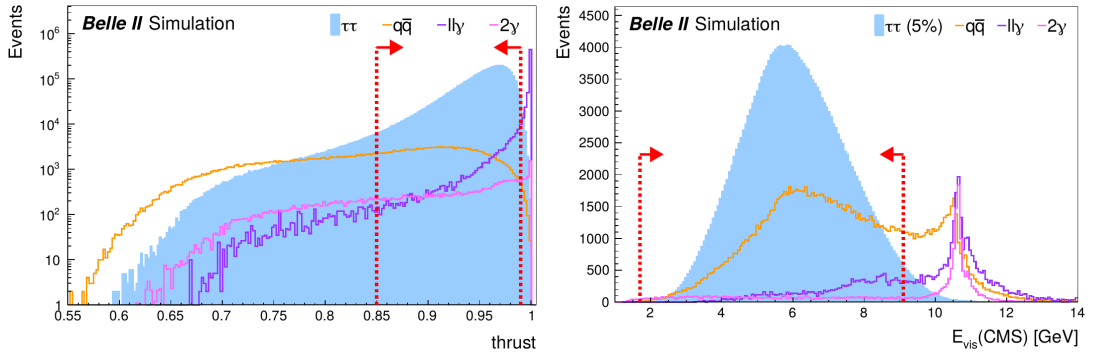 Belle II Simulation
ττ qq̅ llγ 2γ
Events
10⁶
10⁵
10⁴
10³
10²
10
1
0.55 0.6 0.65 0.7 0.75 0.8 0.85 0.9 0.95 1
thrust
Belle II Simulation
ττ (5%) qq̅ llγ 2γ
Events
4500
4000
3500
3000
2500
2000
1500
1000
500
0
2 4 6 8 10 12 14
E_vis(CMS) [GeV]